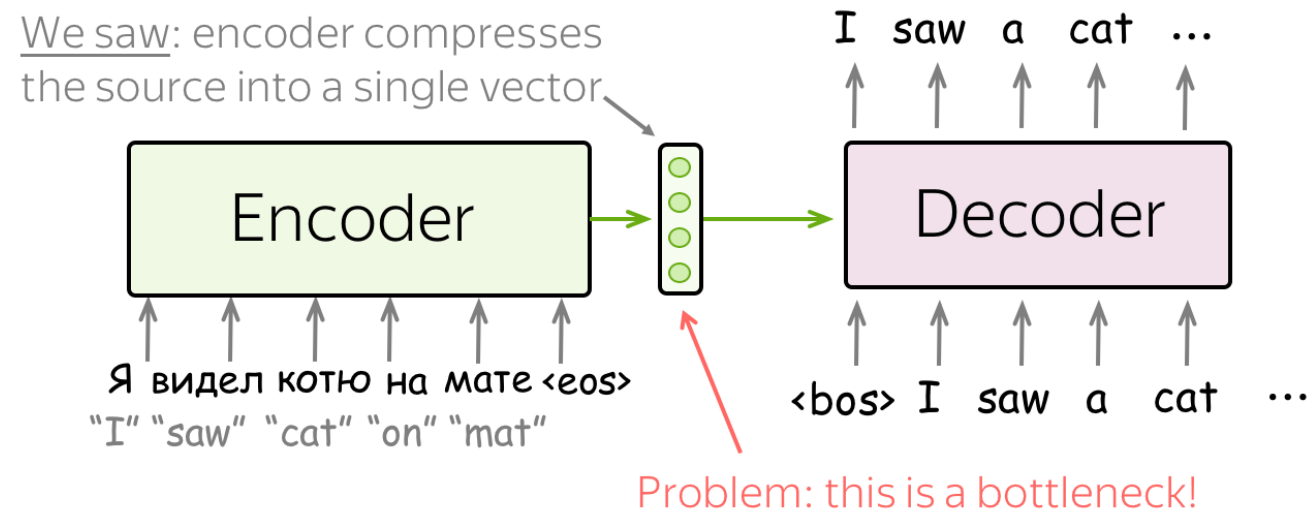 We saw: encoder compresses
the source into a single vector
I saw a cat ...
Encoder
Decoder
Я видел котю на мате <eos>
"I" "saw" "cat" "on" "mat"
<bos> I saw a cat ...
Problem: this is a bottleneck!